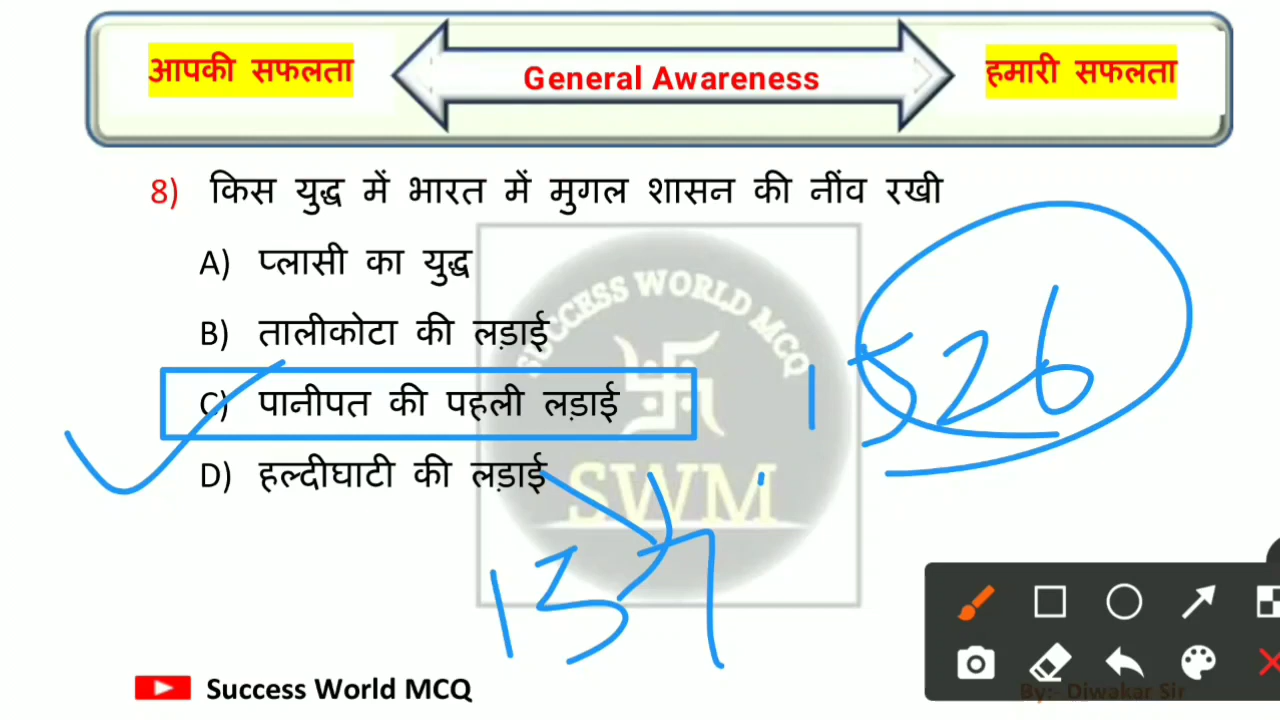 आपकी सफलता
General Awareness
हमारी सफलता
8) किस युद्ध में भारत में मुगल शासन की नींव रखी
A) प्लासी का युद्ध
B) तालीकोटा की लड़ाई
C) पानीपत की पहली लड़ाई
D) हल्दीघाटी की लड़ाई
1526
SUCCESS WORLD MCQ
SWM
Success World MCQ
By:- Diwakar Sir